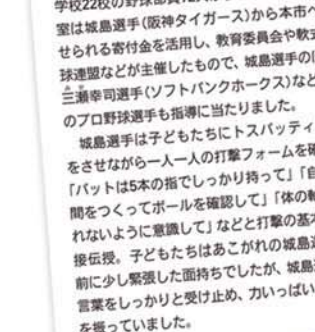 学校22校の野球部員
室は城島選手(阪神タイガース)から本市へ
せられる寄付金を活用し、教育委員会や軟式
球連盟などが主催したもので、城島選手の
三瀬幸司選手(ソフトバンクホークス)など
のプロ野球選手も指導に当たりました。
城島選手は子どもたちにトスバッティ
をさせながら一人一人の打撃フォームを確
「バットは5本の指でしっかり持って」「自
間をつくってボールを確認して」「体の軸
れないように意識して」などと打撃の基本
接伝授。子どもたちはあこがれの城島選
前に少し緊張した面持ちでしたが、城島
言葉をしっかりと受け止め、力いっぱい
を振っていました。